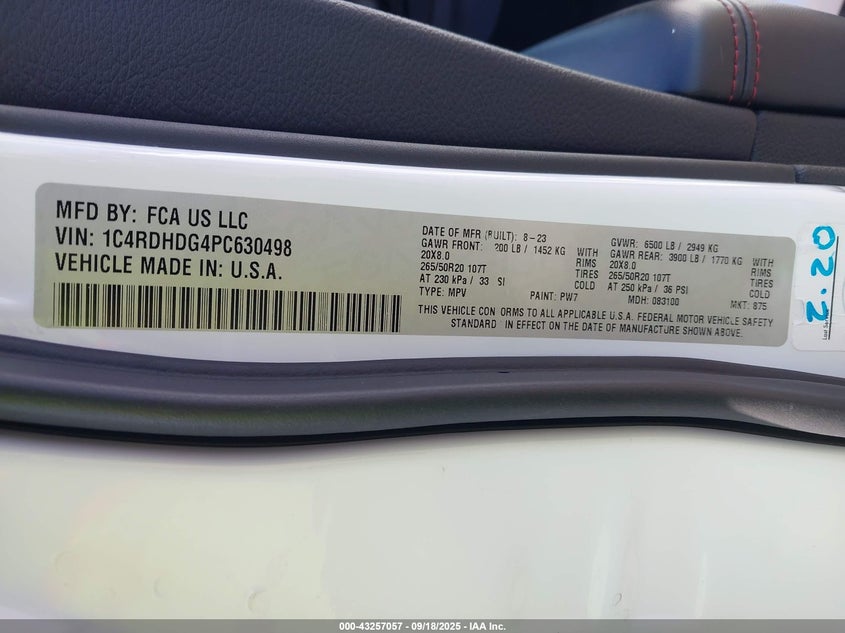 MFD BY: FCA US LLC
VIN: 1C4RDHDG4PC630498
VEHICLE MADE IN: U.S.A.
DATE OF MFR (BUILT): 8-23 GVWR: 6500 LB / 2949 KG
GAWR FRONT: 200 LB / 1452 KG WITH GAWR REAR: 3900 LB / 1770 KG WITH
20X8.0 RIMS 20X8.0 RIMS
265/50R20 107T TIRES 265/50R20 107T TIRES
AT 230 kPa / 33 SI COLD AT 250 kPa / 36 PSI COLD
TYPE: MPV PAINT: PW7 MDH: 083100 MKT: 875
THIS VEHICLE CON ORMS TO ALL APPLICABLE U.S.A. FEDERAL MOTOR VEHICLE SAFETY
STANDARD IN EFFECT ON THE DATE OF MANUFACTURE SHOWN ABOVE.
02.2
000-43257057 - 09/18/2025 - IAA Inc.